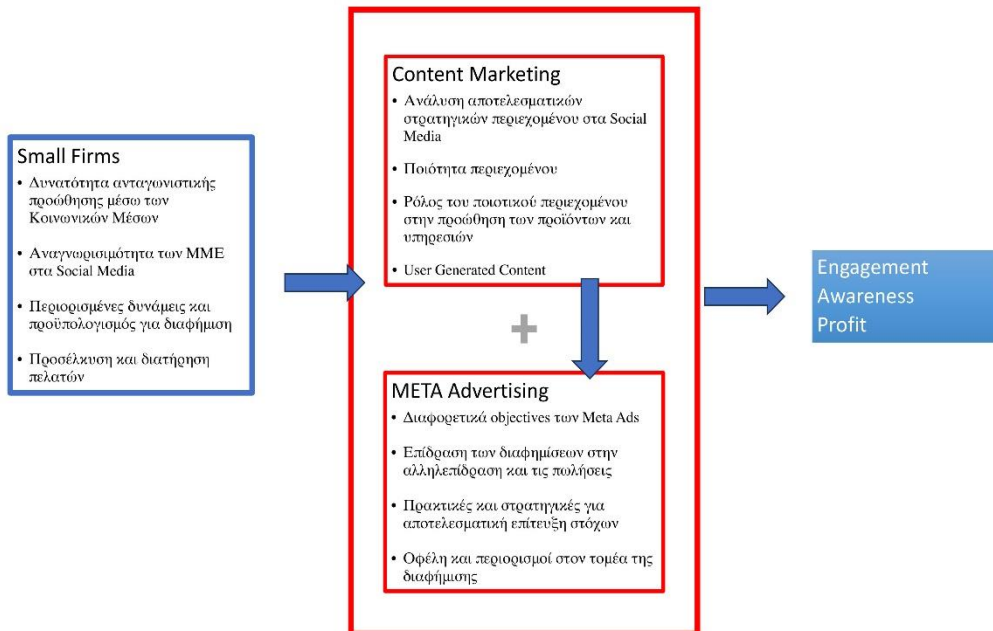 Small Firms
• Δυνατότητα ανταγωνιστικής
προώθησης μέσω των
Κοινωνικών Μέσων
• Αναγνωρισιμότητα των ΜΜΕ
στα Social Media
• Περιορισμένες δυνάμεις και
προϋπολογισμός για διαφήμιση
• Προσέλκυση και διατήρηση
πελατών
Content Marketing
• Ανάλυση αποτελεσματικών
στρατηγικών περιεχομένου στα Social
Media
• Ποιότητα περιεχομένου
• Ρόλος του ποιοτικού περιεχομένου
στην προώθηση των προϊόντων και
υπηρεσιών
• User Generated Content
+
META Advertising
• Διαφορετικά objectives των Meta Ads
• Επίδραση των διαφημίσεων στην
αλληλεπίδραση και τις πωλήσεις
• Πρακτικές και στρατηγικές για
αποτελεσματική επίτευξη στόχων
• Οφέλη και περιορισμοί στον τομέα της
διαφήμισης
Engagement
Awareness
Profit